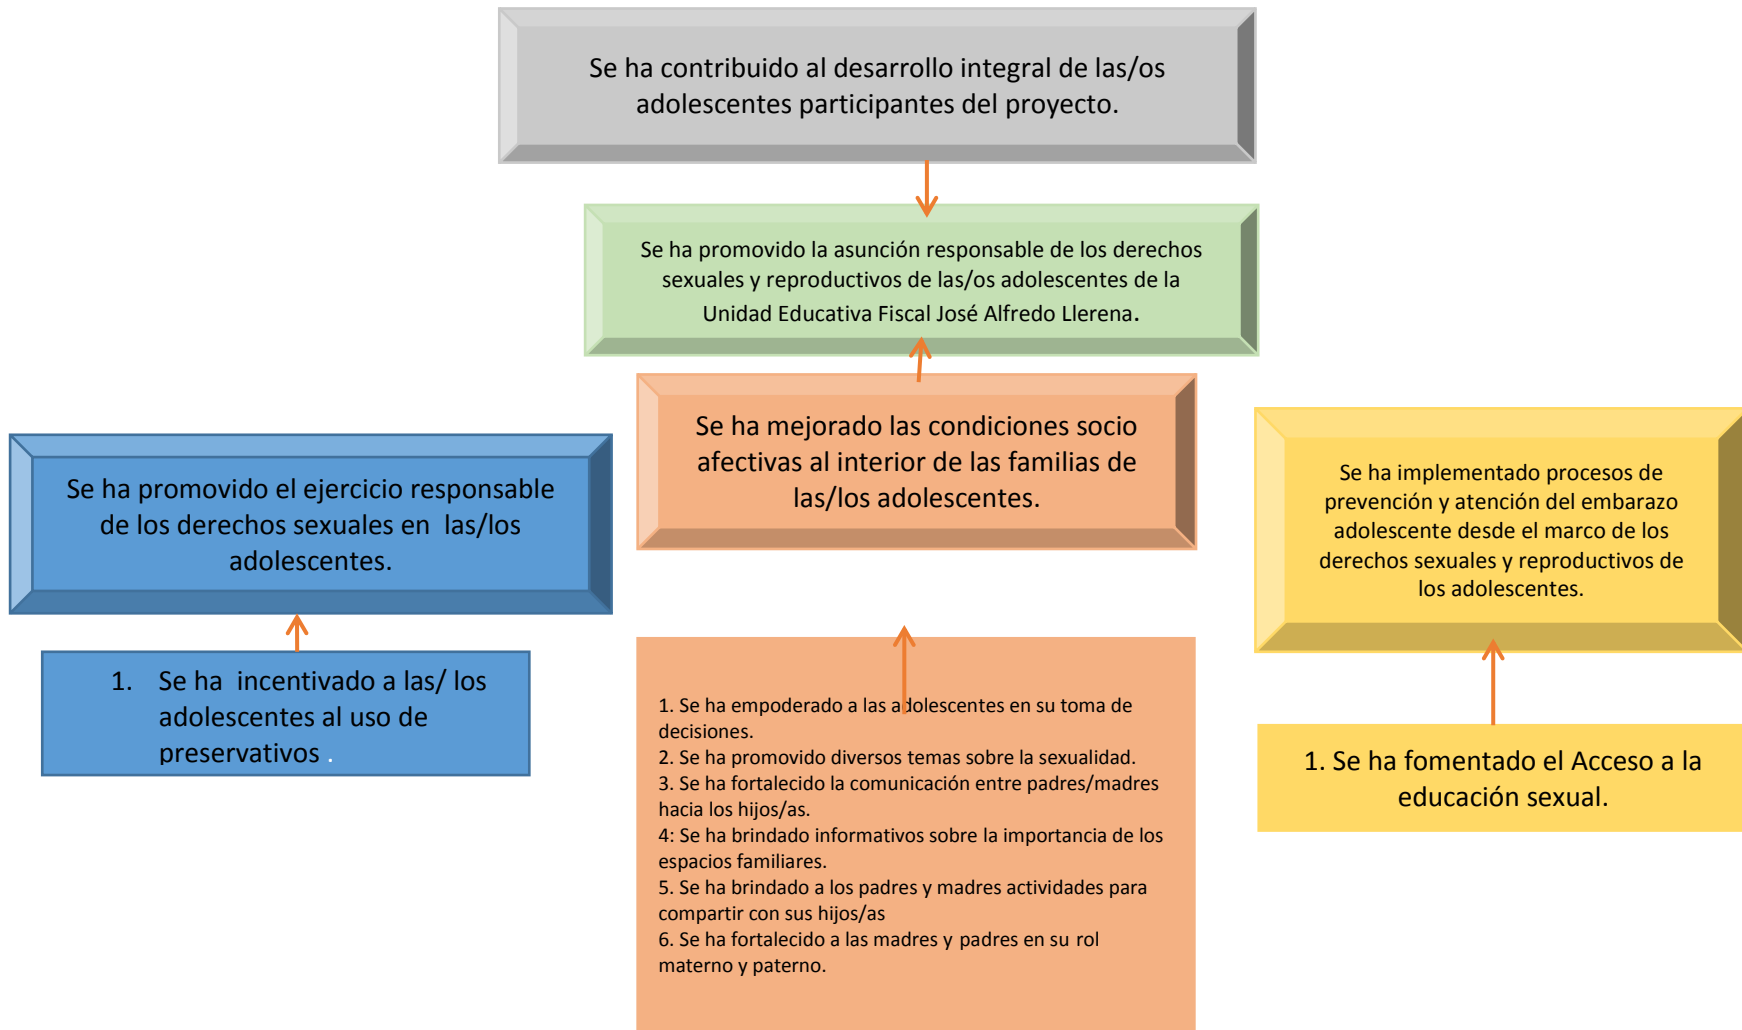 Se ha contribuido al desarrollo integral de las/os
adolescentes participantes del proyecto.
Se ha promovido la asunción responsable de los derechos
sexuales y reproductivos de las/os adolescentes de la
Unidad Educativa Fiscal José Alfredo Llerena.
Se ha promovido el ejercicio responsable
de los derechos sexuales en las/los
adolescentes.
Se ha mejorado las condiciones socio
afectivas al interior de las familias de
las/los adolescentes.
Se ha implementado procesos de
prevención y atención del embarazo
adolescente desde el marco de los
derechos sexuales y reproductivos de
los adolescentes.
1. Se ha incentivado a las/ los
adolescentes al uso de
preservativos .
1. Se ha empoderado a las adolescentes en su toma de
decisiones.
2. Se ha promovido diversos temas sobre la sexualidad.
3. Se ha fortalecido la comunicación entre padres/madres
hacia los hijos/as.
4: Se ha brindado informativos sobre la importancia de los
espacios familiares.
5. Se ha brindado a los padres y madres actividades para
compartir con sus hijos/as
6. Se ha fortalecido a las madres y padres en su rol
materno y paterno.
1. Se ha fomentado el Acceso a la
educación sexual.